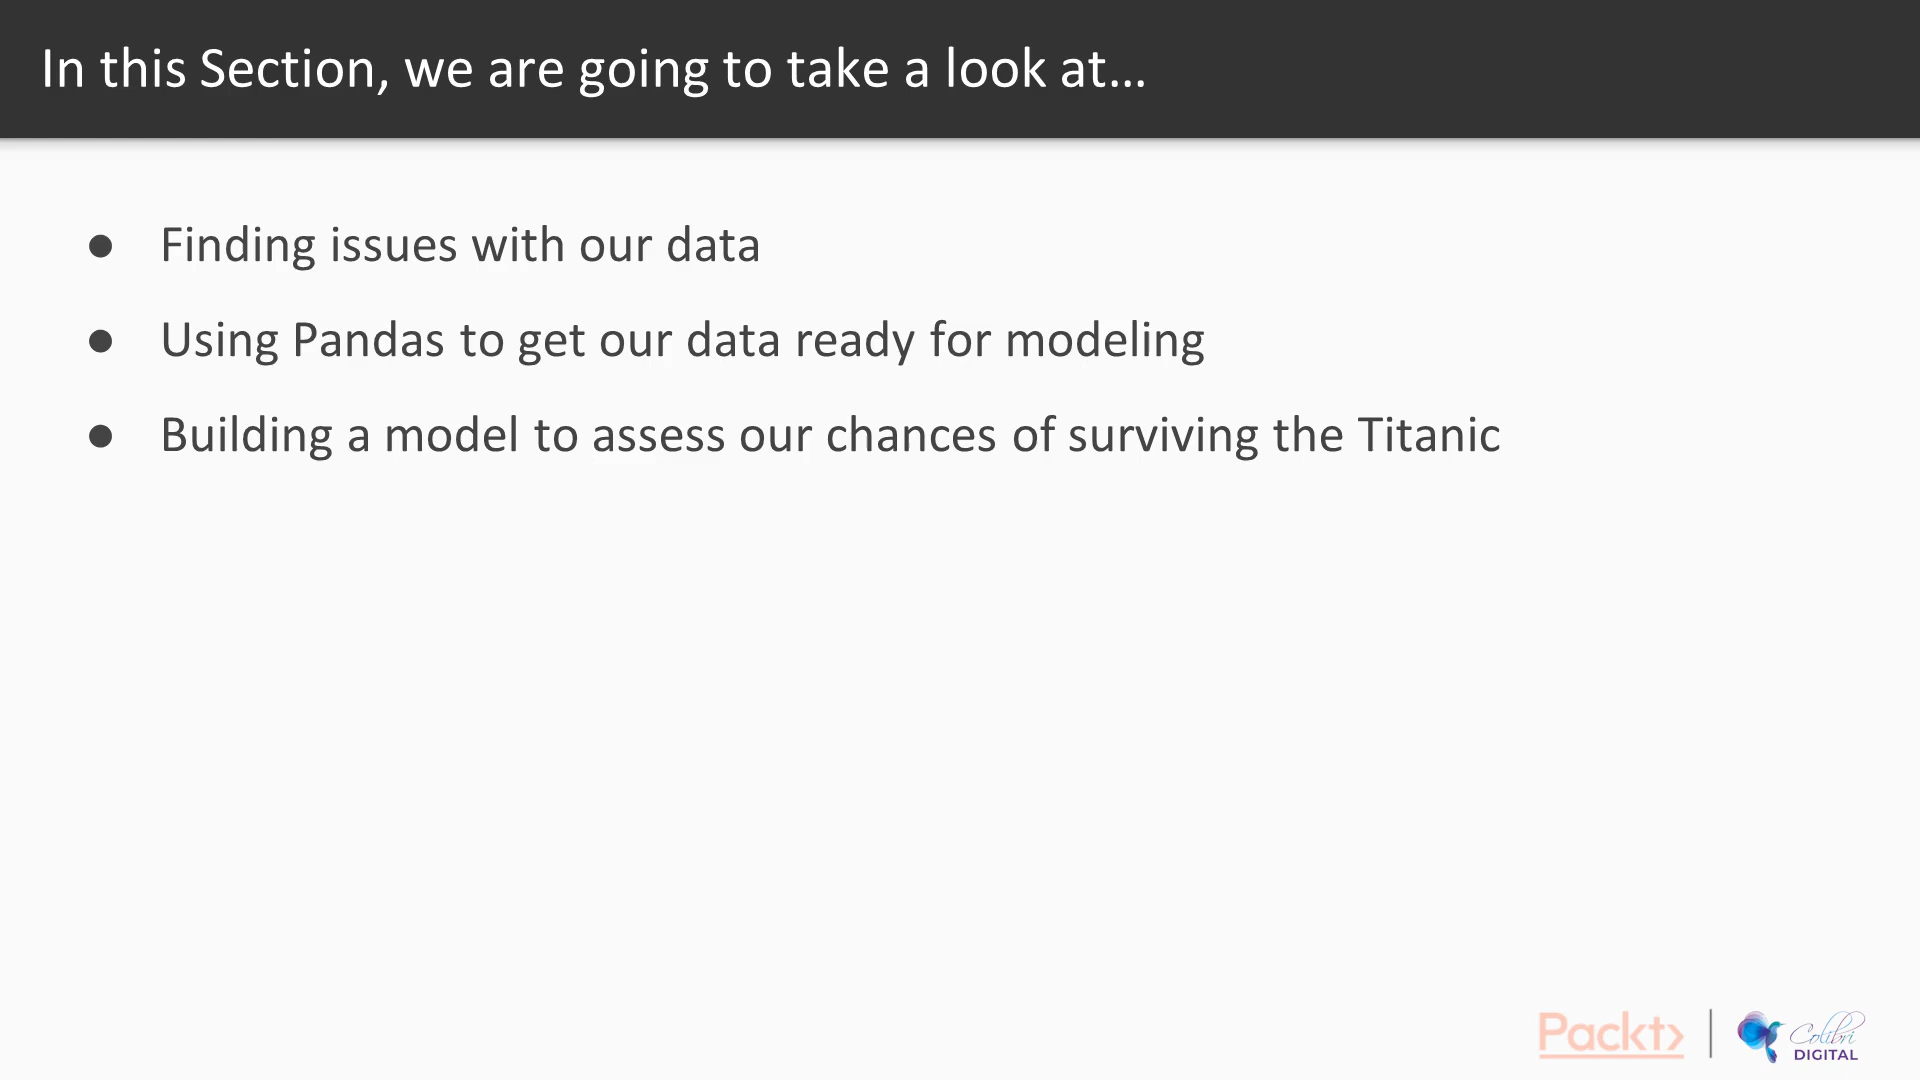 In this Section, we are going to take a look at...
● Finding issues with our data
● Using Pandas to get our data ready for modeling
● Building a model to assess our chances of surviving the Titanic
Packt>
Colibri
DIGITAL